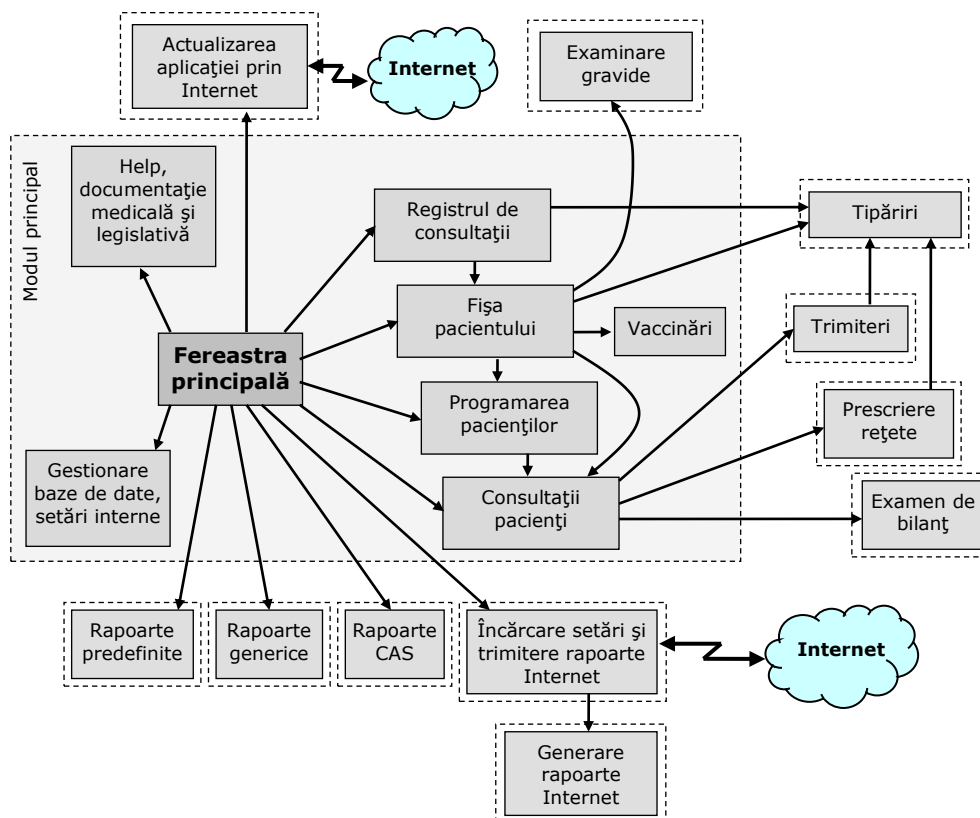 Actualizarea
aplicaţiei prin
Internet
Internet
Examinare
gravide
Modul principal
Help,
documentaţie
medicală şi
legislativă
Registrul de
consultaţii
Tipăriri
Fişa
pacientului
Vaccinări
Trimiteri
Fereastra
principală
Programarea
pacienţilor
Prescriere
reţete
Gestionare
baze de date,
setări interne
Consultaţii
pacienţi
Examen de
bilanţ
Rapoarte
predefinite
Rapoarte
generice
Rapoarte
CAS
Încărcare setări şi
trimitere rapoarte
Internet
Internet
Generare
rapoarte
Internet